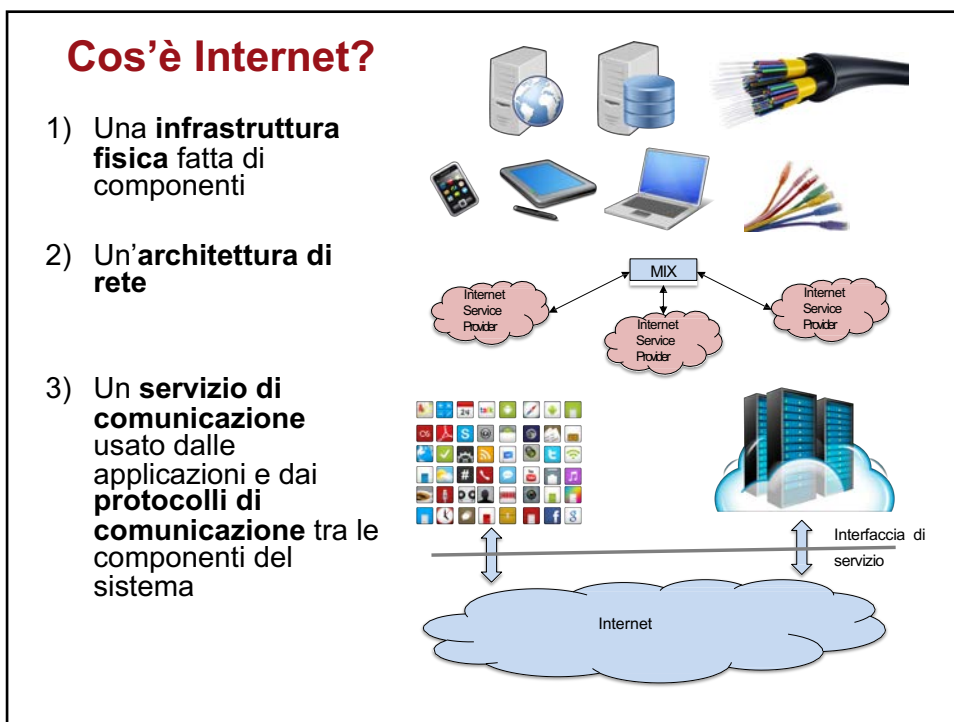 Cos'è Internet?
1) Una infrastruttura
fisica fatta di
componenti
2) Un'architettura di
rete
MIX
Internet
Service
Provider
Internet
Service
Provider
Internet
Service
Provider
3) Un servizio di
comunicazione
usato dalle
applicazioni e dai
protocolli di
comunicazione tra le
componenti del
sistema
24
talk
Interfaccia di
servizio
Internet